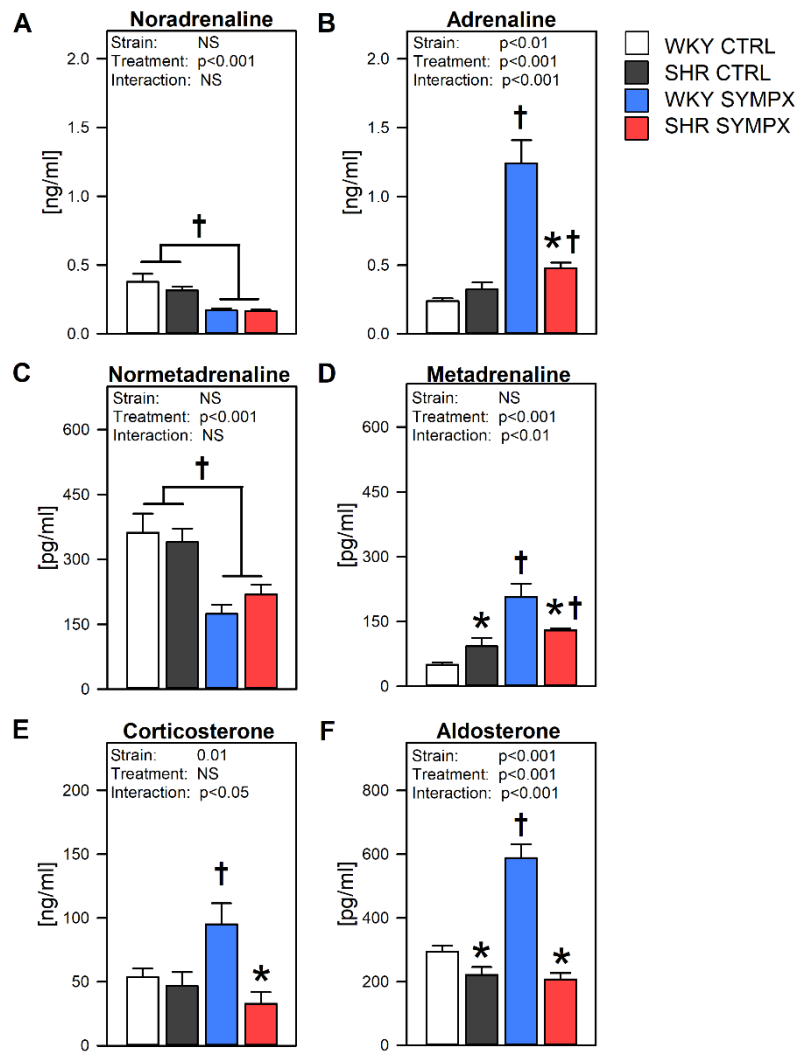 A
Noradrenaline
Strain: NS
Treatment: p<0.001
Interaction: NS
[ng/ml]
2.0
1.5
1.0
0.5
0.0
†
B
Adrenaline
Strain: p<0.01
Treatment: p<0.001
Interaction: p<0.001
[ng/ml]
2.0
1.5
1.0
0.5
0.0
†
*†
WKY CTRL
SHR CTRL
WKY SYMPX
SHR SYMPX
C
Normetadrenaline
Strain: NS
Treatment: p<0.001
Interaction: NS
[pg/ml]
600
450
300
150
0
†
D
Metadrenaline
Strain: NS
Treatment: p<0.001
Interaction: p<0.01
[pg/ml]
600
450
300
150
0
*
†
*†
E
Corticosterone
Strain: 0.01
Treatment: NS
Interaction: p<0.05
[ng/ml]
200
150
100
50
0
†
*
F
Aldosterone
Strain: p<0.001
Treatment: p<0.001
Interaction: p<0.001
[pg/ml]
800
600
400
200
0
*
†
*